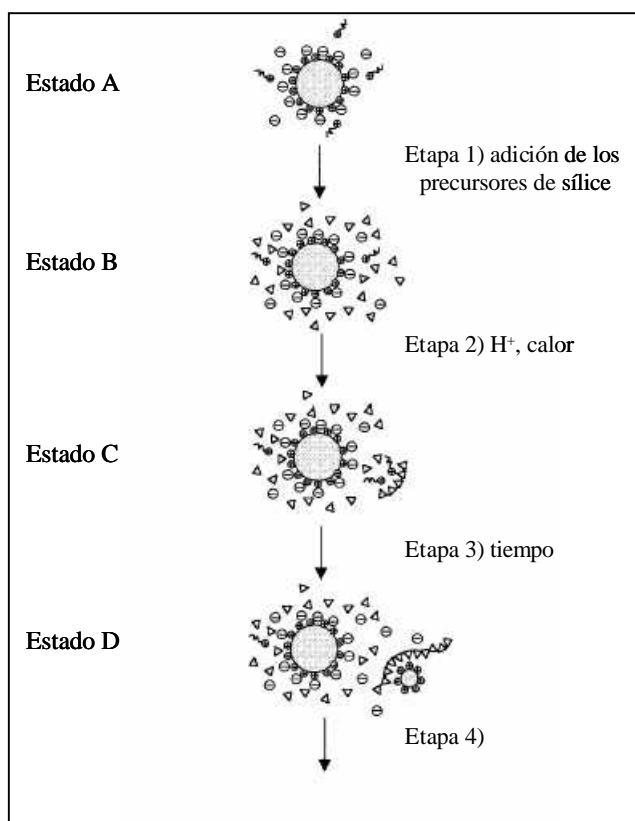 Estado A
Etapa 1) adición de los
precursores de sílice
Estado B
Etapa 2) H⁺, calor
Estado C
Etapa 3) tiempo
Estado D
Etapa 4)